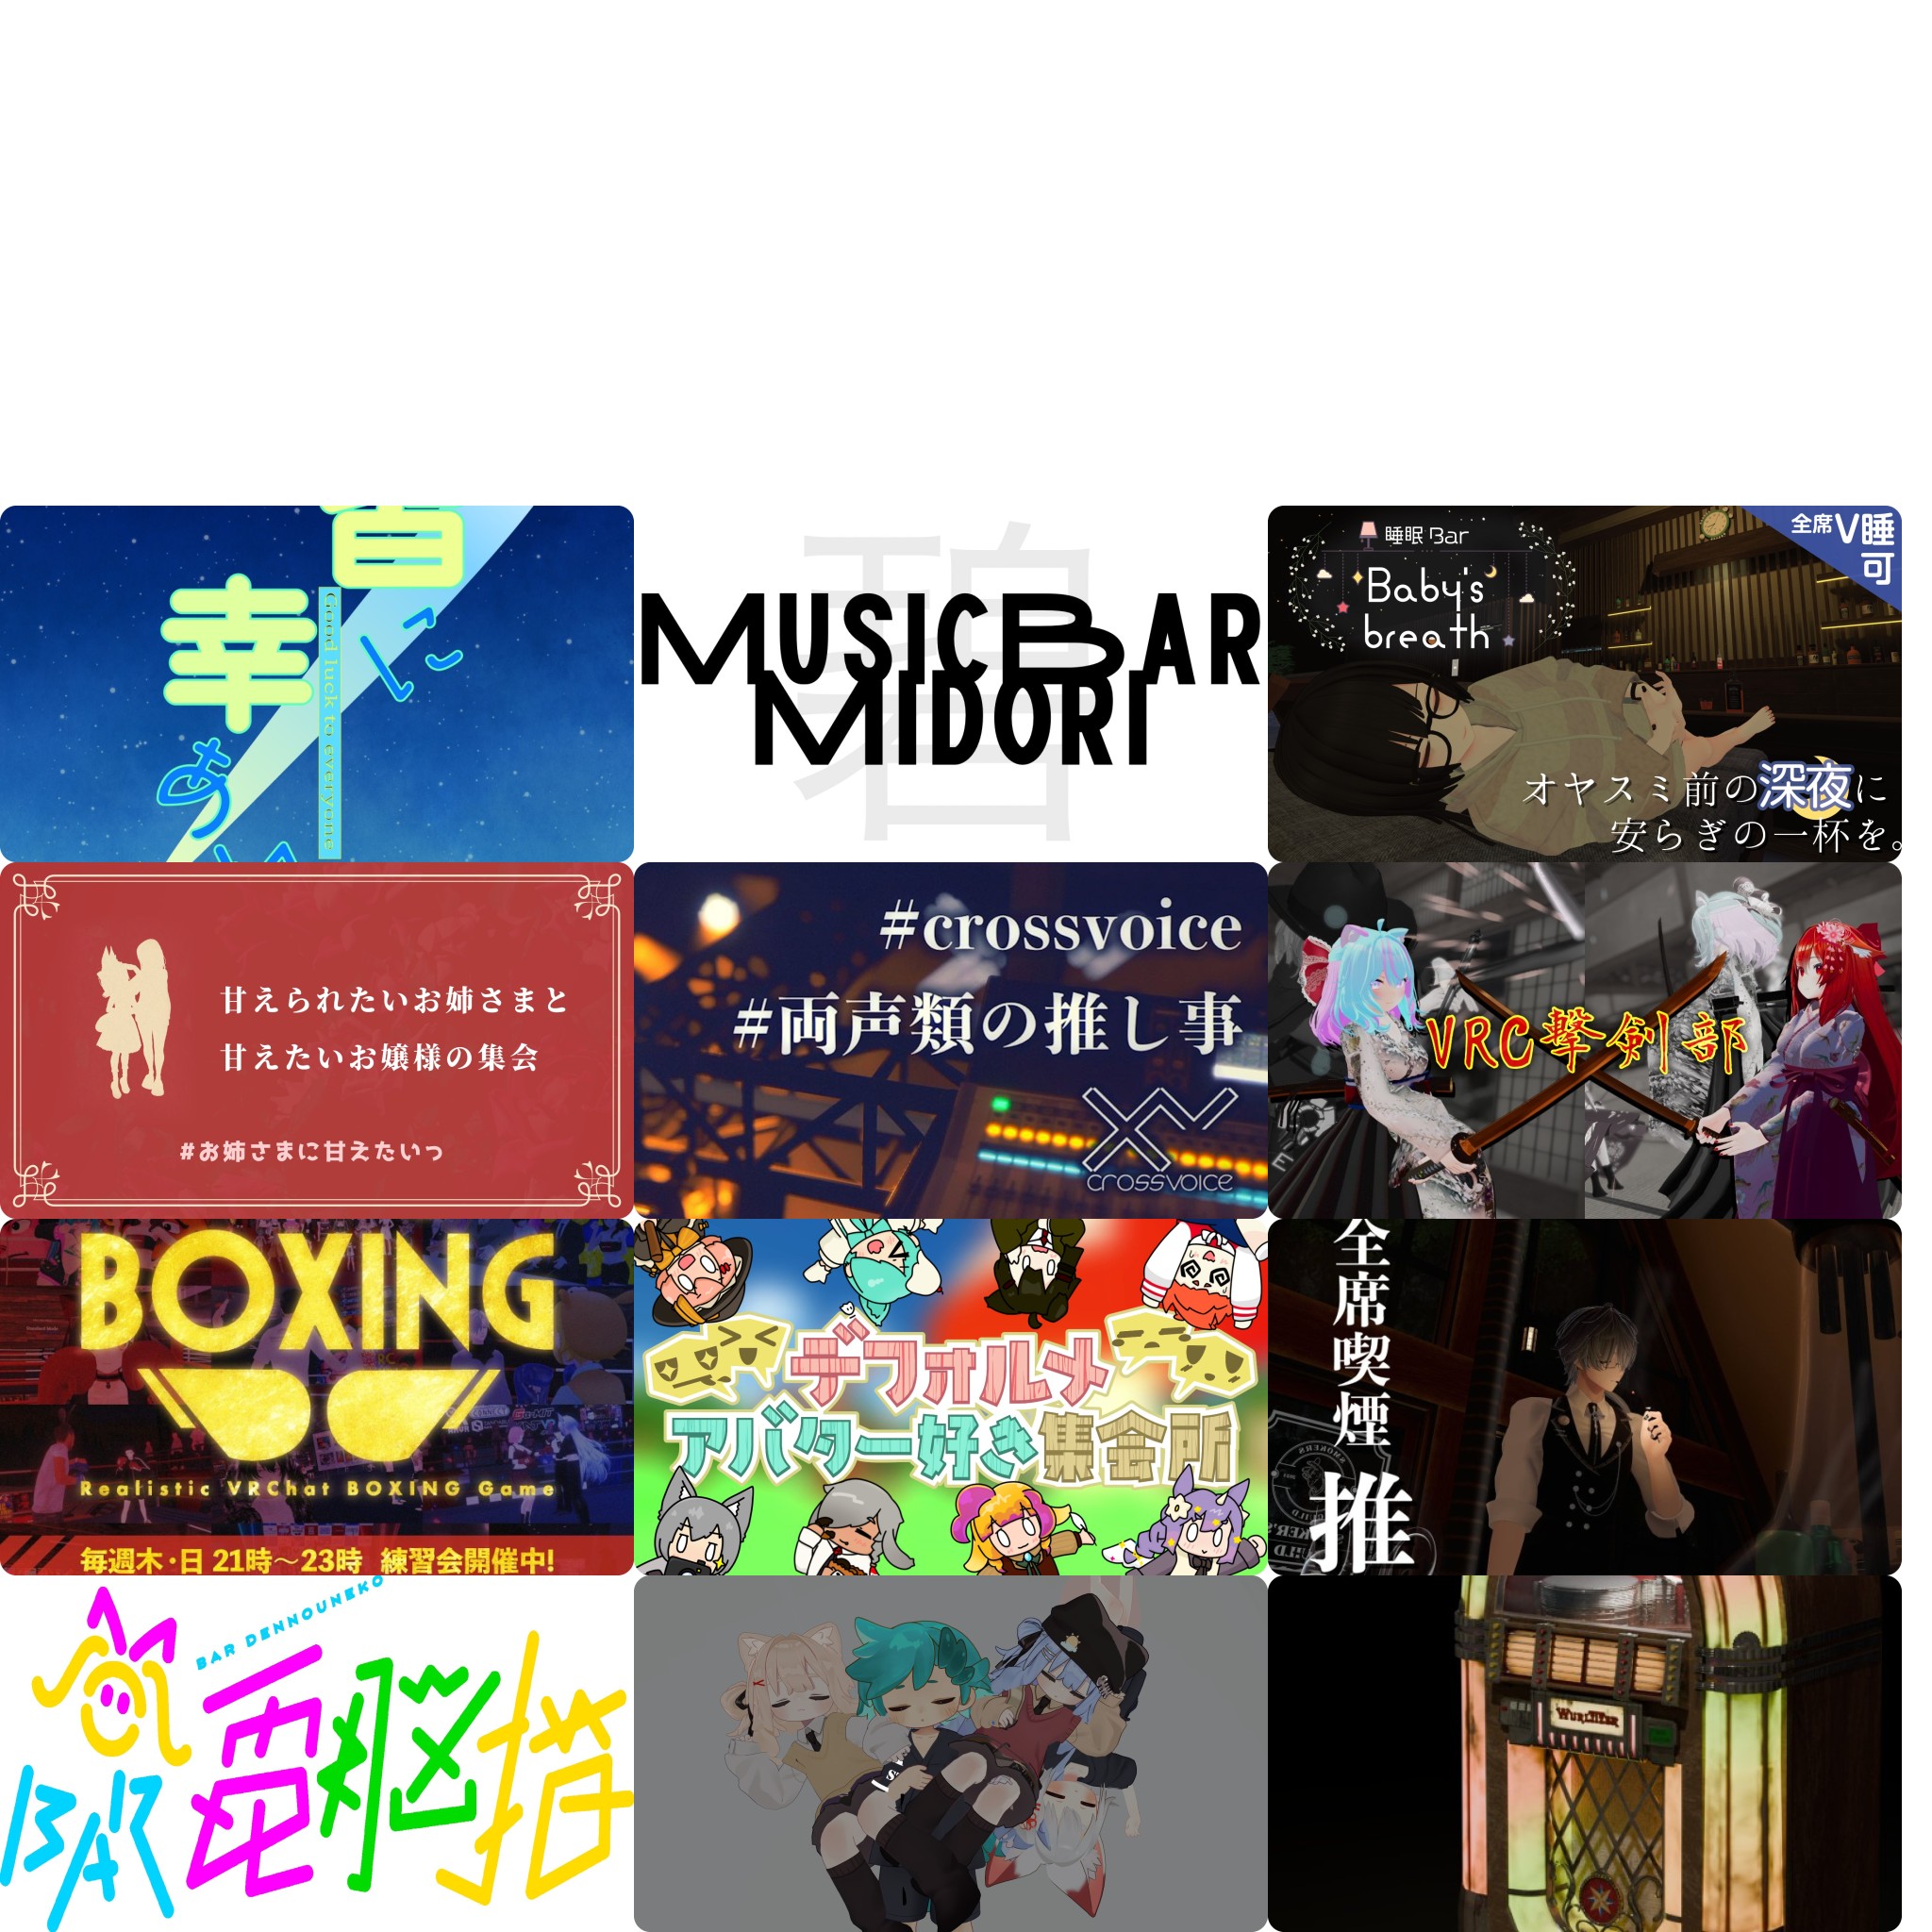 皆に
幸あ
Good luck to everyone
碧
MUSIC BAR
MIDORI
睡眠 Bar
Baby's
breath
全席V睡
可
オヤスミ前の深夜に
安らぎの一杯を。
甘えられたいお姉さまと
甘えたいお嬢様の集会
#お姉さまに甘えたいっ
#crossvoice
#両声類の推し事
crossvoice
VRC撃剣部
BOXING
Realistic VRChat BOXING Game
毎週木・日 21時～23時 練習会開催中!
デフォルメ
アバター好き集会所
全席喫煙
推
BAR DENNOUNEKO
BAR
電脳猫
WURLITZER